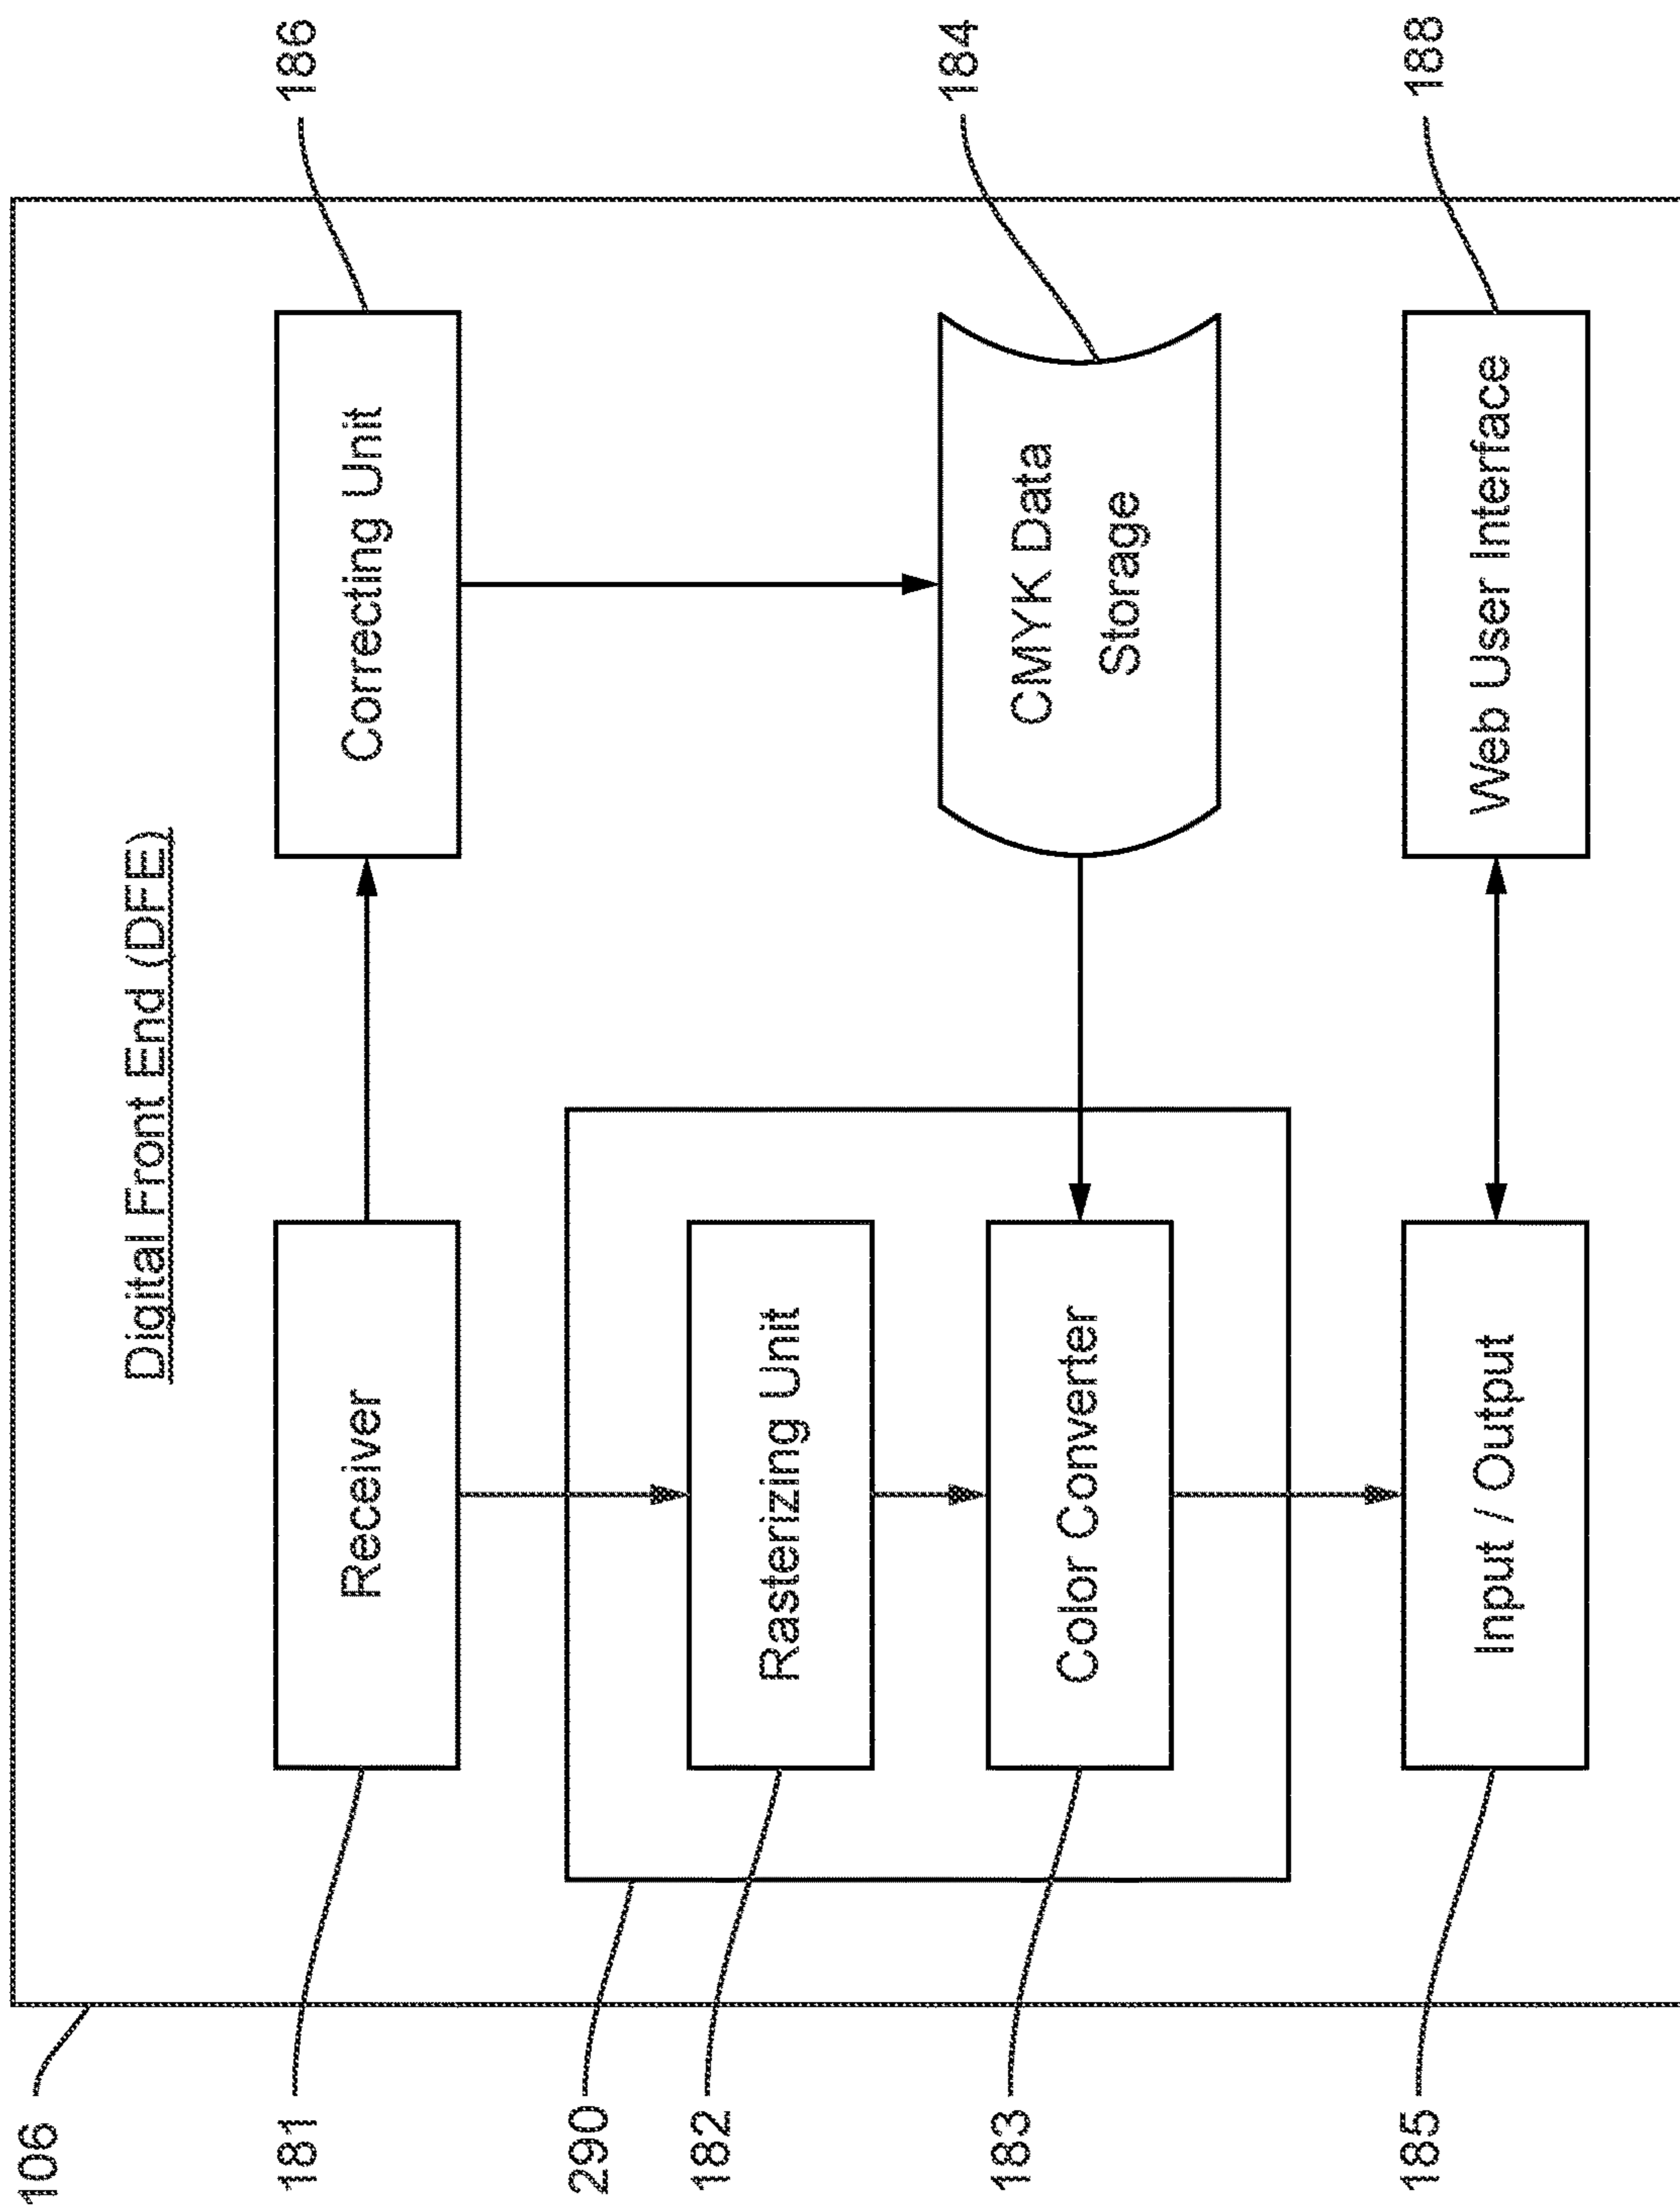 106
Digital Front End (DFE)
181
Receiver
Correcting Unit
186
290
182
Rasterizing Unit
183
Color Converter
CMYK Data
Storage
184
185
Input / Output
Web User Interface
188